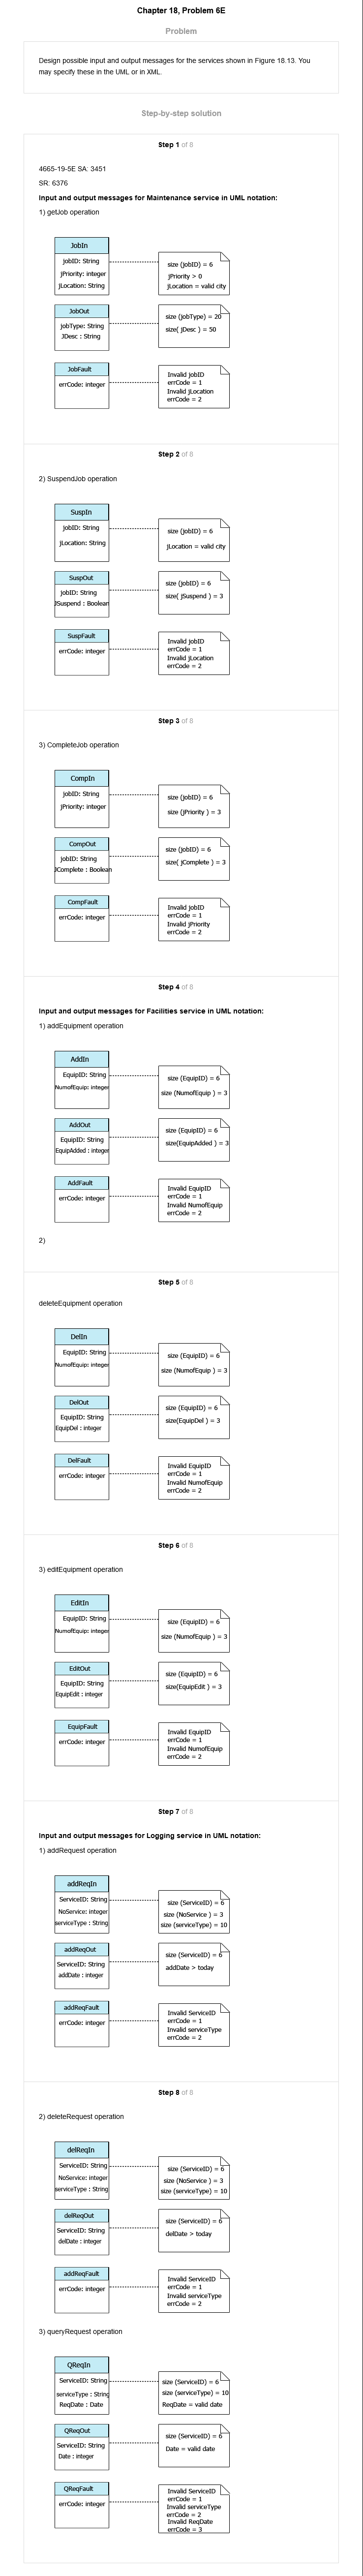 Chapter 18, Problem 6E
Problem
Design possible input and output messages for the services shown in Figure 18.13. You
may specify these in the UML or in XML.
Step-by-step solution
Step 1 of 8
4665-19-5E SA: 3451
SR: 6376
Input and output messages for Maintenance service in UML notation:
1) getJob operation
JobIn
jobID: String
jPriority: integer
jLocation: String
size (jobID) = 6
jPriority > 0
jLocation = valid city
JobOut
jobType: String
JDesc : String
size (jobType) = 20
size( jDesc ) = 50
JobFault
errCode: integer
Invalid jobID
errCode = 1
Invalid jLocation
errCode = 2
Step 2 of 8
2) SuspendJob operation
SuspIn
jobID: String
jLocation: String
size (jobID) = 6
jLocation = valid city
SuspOut
jobID: String
JSuspend : Boolean
size (jobID) = 6
size( jSuspend ) = 3
SuspFault
errCode: integer
Invalid jobID
errCode = 1
Invalid jLocation
errCode = 2
Step 3 of 8
3) CompleteJob operation
CompIn
jobID: String
jPriority: integer
size (jobID) = 6
size (jPriority ) = 3
CompOut
jobID: String
JComplete : Boolean
size (jobID) = 6
size( jComplete ) = 3
CompFault
errCode: integer
Invalid jobID
errCode = 1
Invalid jPriority
errCode = 2
Step 4 of 8
Input and output messages for Facilities service in UML notation:
1) addEquipment operation
AddIn
EquipID: String
NumofEquip: integer
size (EquipID) = 6
size (NumofEquip ) = 3
AddOut
EquipID: String
EquipAdded : integer
size (EquipID) = 6
size(EquipAdded ) = 3
AddFault
errCode: integer
Invalid EquipID
errCode = 1
Invalid NumofEquip
errCode = 2
2)
Step 5 of 8
deleteEquipment operation
DelIn
EquipID: String
NumofEquip: integer
size (EquipID) = 6
size (NumofEquip ) = 3
DelOut
EquipID: String
EquipDel : integer
size (EquipID) = 6
size(EquipDel ) = 3
DelFault
errCode: integer
Invalid EquipID
errCode = 1
Invalid NumofEquip
errCode = 2
Step 6 of 8
3) editEquipment operation
EditIn
EquipID: String
NumofEquip: integer
size (EquipID) = 6
size (NumofEquip ) = 3
EditOut
EquipID: String
EquipEdit : integer
size (EquipID) = 6
size(EquipEdit ) = 3
EquipFault
errCode: integer
Invalid EquipID
errCode = 1
Invalid NumofEquip
errCode = 2
Step 7 of 8
Input and output messages for Logging service in UML notation:
1) addRequest operation
addReqIn
ServiceID: String
NoService: integer
serviceType : String
size (ServiceID) = 6
size (NoService ) = 3
size (serviceType) = 10
addReqOut
ServiceID: String
addDate : integer
size (ServiceID) = 6
addDate > today
addReqFault
errCode: integer
Invalid ServiceID
errCode = 1
Invalid serviceType
errCode = 2
Step 8 of 8
2) deleteRequest operation
delReqIn
ServiceID: String
NoService: integer
serviceType : String
size (ServiceID) = 6
size (NoService ) = 3
size (serviceType) = 10
delReqOut
ServiceID: String
delDate : integer
size (ServiceID) = 6
delDate > today
addReqFault
errCode: integer
Invalid ServiceID
errCode = 1
Invalid serviceType
errCode = 2
3) queryRequest operation
QReqIn
ServiceID: String
serviceType : String
ReqDate : Date
size (ServiceID) = 6
size (serviceType) = 10
ReqDate = valid date
QReqOut
ServiceID: String
Date : integer
size (ServiceID) = 6
Date = valid date
QReqFault
errCode: integer
Invalid ServiceID
errCode = 1
Invalid serviceType
errCode = 2
Invalid ReqDate
errCode = 3